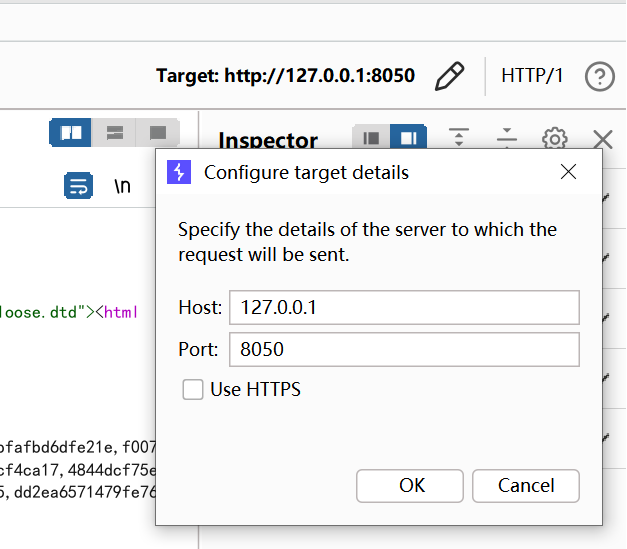 Target: http://127.0.0.1:8050
HTTP/1
Inspector
\n
Configure target details
Specify the details of the server to which the
request will be sent.
Host: 127.0.0.1
Port: 8050
Use HTTPS
OK
Cancel
loose.dtd"><html
ofafbd6dfe21e,f007
cf4ca17,4844dcf75e
5,dd2ea6571479fe76